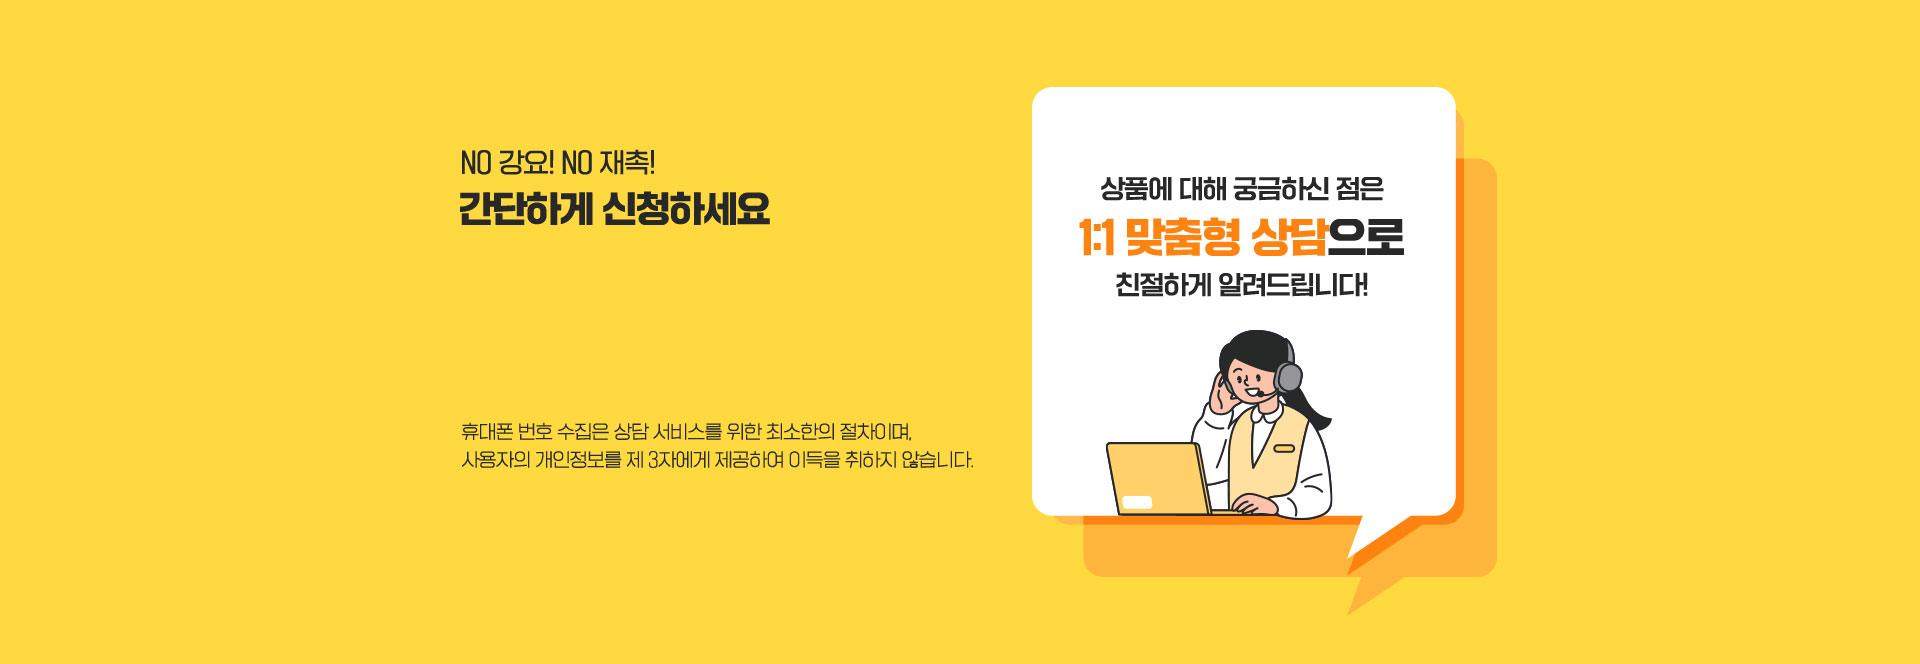 NO 강요! NO 재촉!
간단하게 신청하세요
휴대폰 번호 수집은 상담 서비스를 위한 최소한의 절차이며,
사용자의 개인정보를 제 3자에게 제공하여 이득을 취하지 않습니다.
상품에 대해 궁금하신 점은
1:1 맞춤형 상담으로
친절하게 알려드립니다!